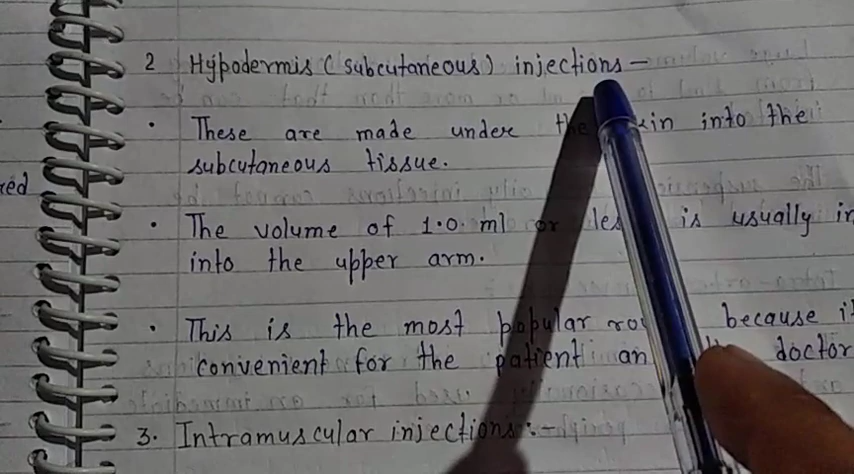 2 Hypodermis (subcutaneous) injections -
• These are made under the skin into the
red subcutaneous tissue.
• The volume of 1.0 ml or less is usually in
into the upper arm.
• This is the most popular because it
convenient for the patient doctor
3. Intramuscular injections :-